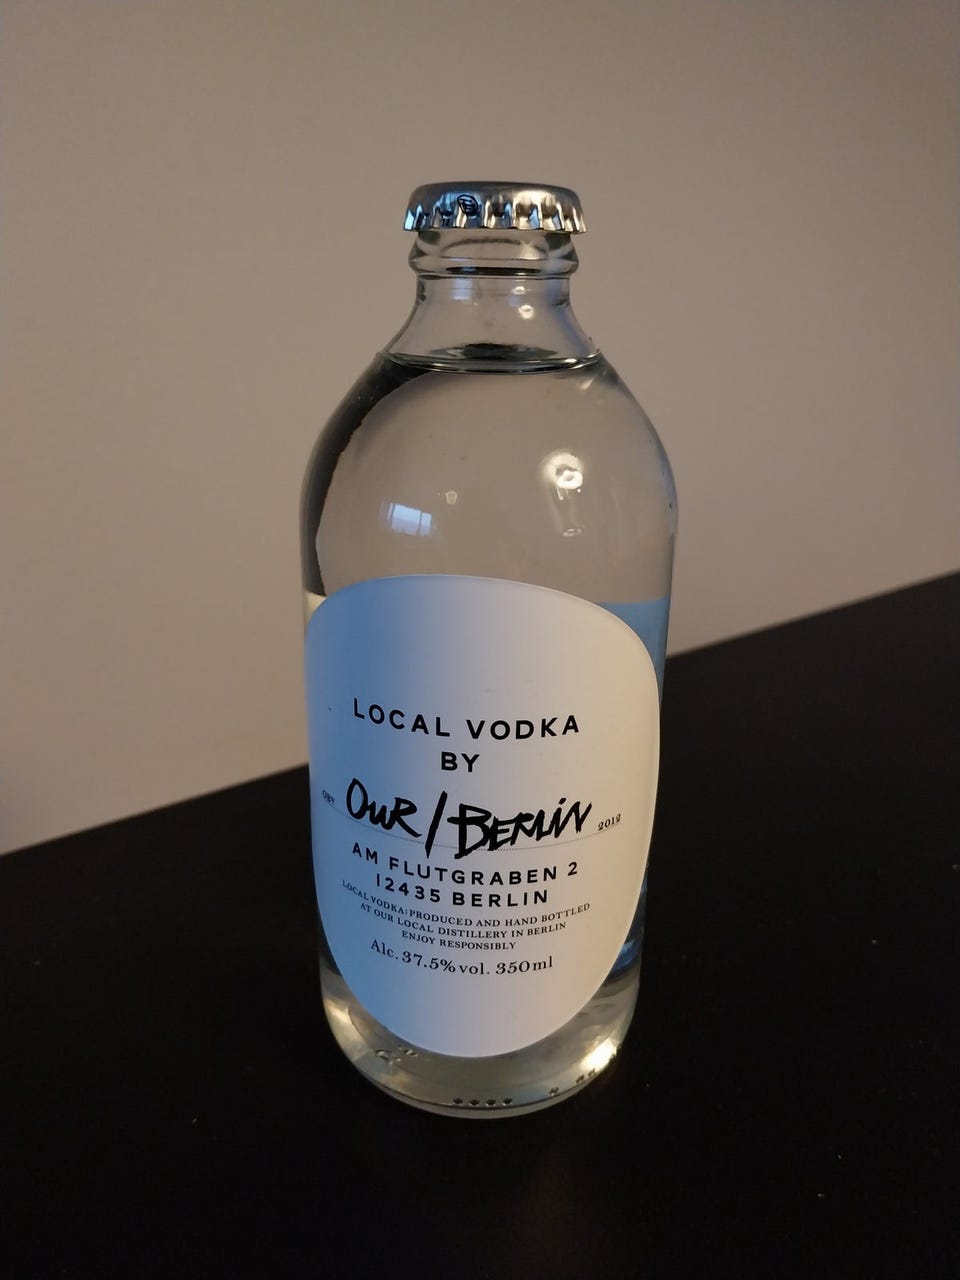 LOCAL VODKA
BY
OUR/BERLIN 2012
AM FLUTGRABEN 2
12435 BERLIN
LOCAL VODKA: PRODUCED AND HAND BOTTLED
AT OUR LOCAL DISTILLERY IN BERLIN
ENJOY RESPONSIBLY
Alc. 37.5% vol. 350ml